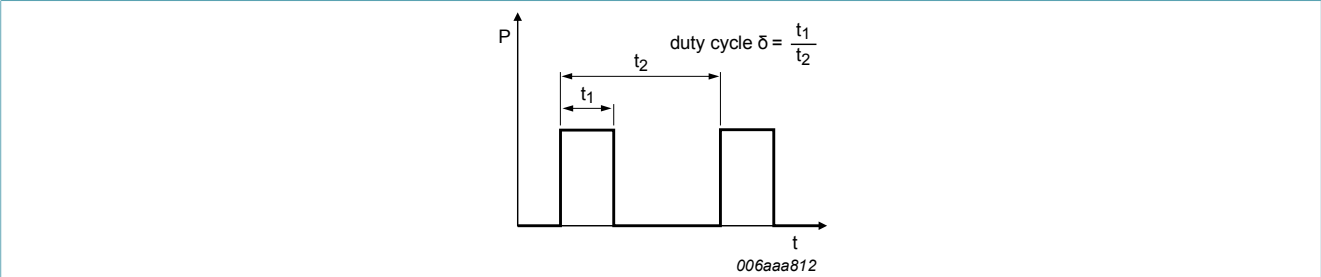 P
duty cycle δ = t1
t2
t2
t1
t
006aaa812